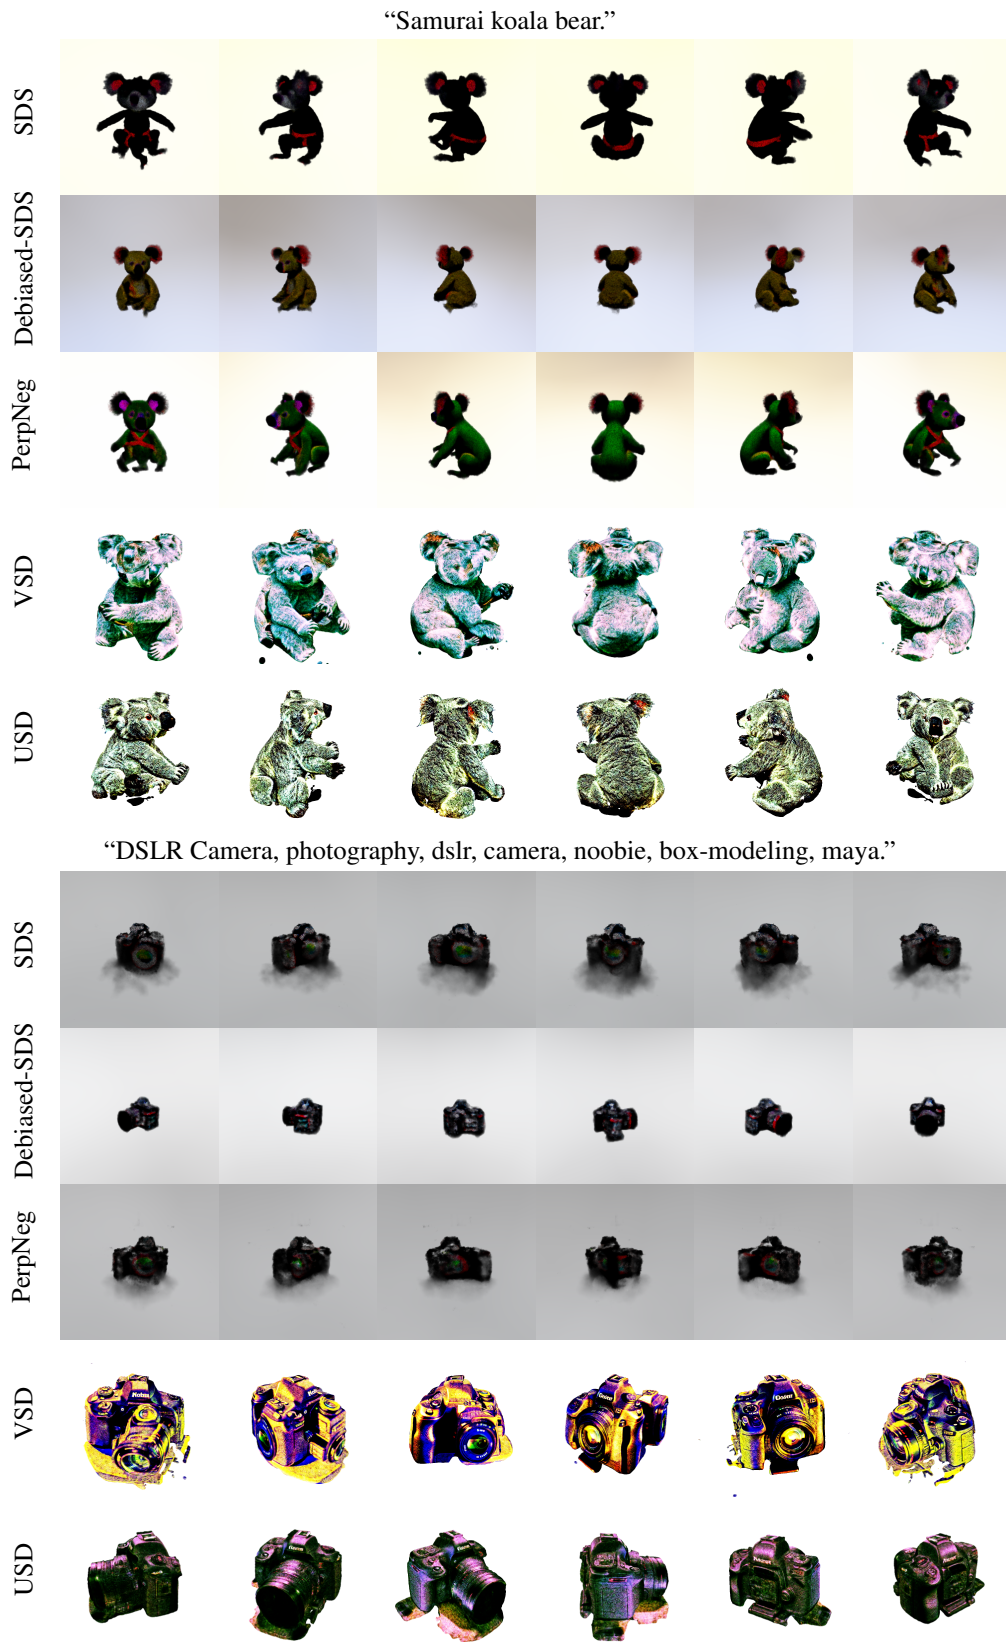 “Samurai koala bear.”
SDS
Debiased-SDS
PerpNeg
VSD
USD
“DSLR Camera, photography, dslr, camera, noobie, box-modeling, maya.”
SDS
Debiased-SDS
PerpNeg
VSD
USD